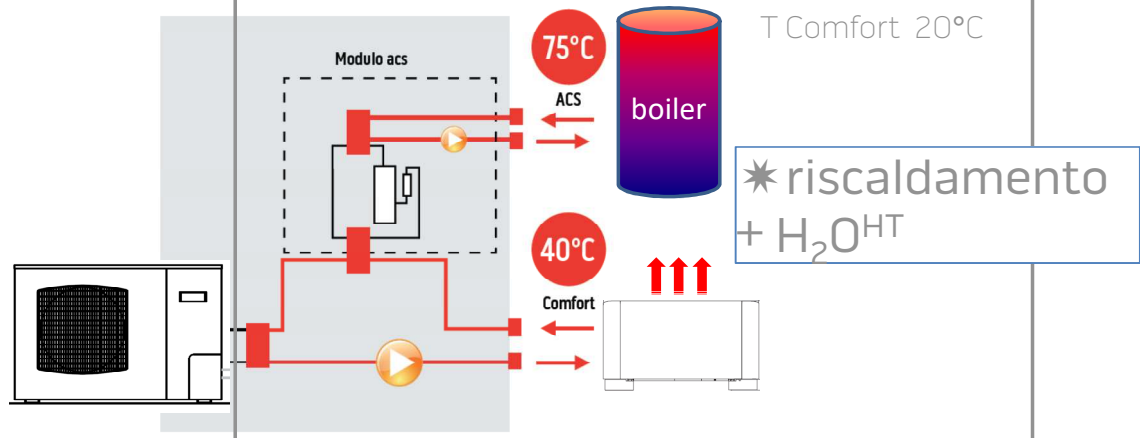 T Comfort 20°C
Modulo acs
75°C
ACS
boiler
✷ riscaldamento
+ H₂Oᴴᵀ
40°C
Comfort